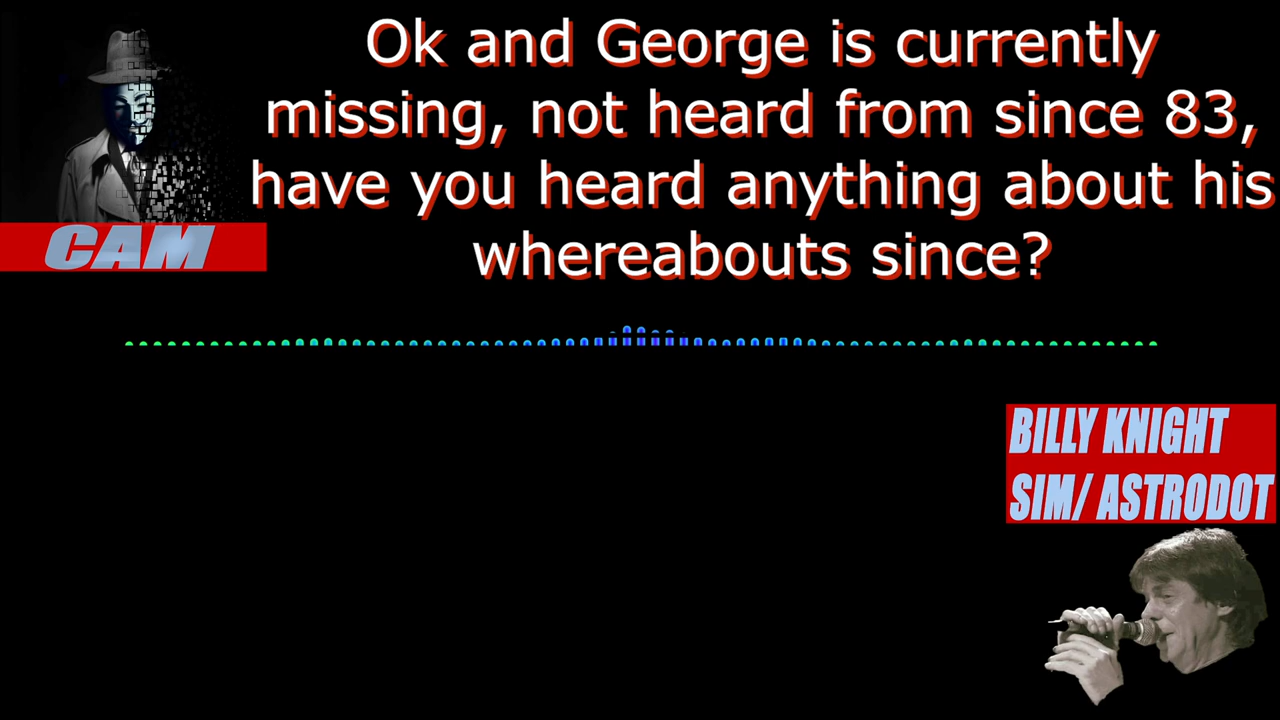 Ok and George is currently
missing, not heard from since 83,
have you heard anything about his
whereabouts since?
CAM
BILLY KNIGHT
SIM/ ASTRODOT